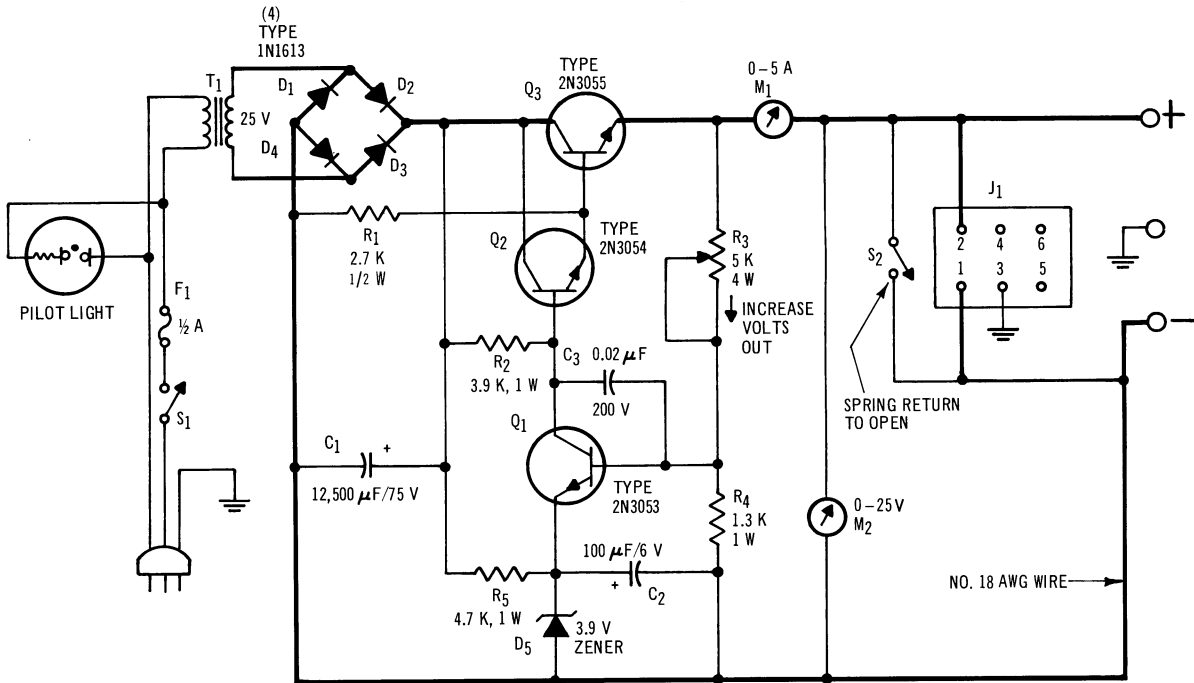 (4)
TYPE
1N1613
T1
25 V
D1
D2
D4
D3
Q3
TYPE
2N3055
0–5 A
M1
+
R1
2.7 K
1/2 W
Q2
TYPE
2N3054
R3
5 K
4 W
INCREASE
VOLTS
OUT
J1
2
4
6
1
3
5
S2
–
PILOT LIGHT
F1
½ A
S1
R2
3.9 K, 1 W
C3
0.02 µF
200 V
SPRING RETURN
TO OPEN
Q1
TYPE
2N3053
C1
+
12,500 µF/75 V
R4
1.3 K
1 W
0–25V
M2
100 µF/6 V
+
C2
R5
4.7K, 1 W
D5
3.9 V
ZENER
NO. 18 AWG WIRE